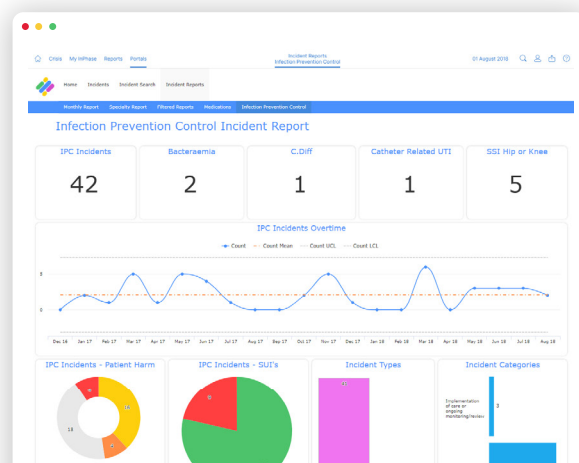 Crisis My InPhase Reports Portals
Incident Reports
Infection Prevention Control
01 August 2018
Home Incidents Incident Search Incident Reports
Monthly Report Specialty Report Filtered Reports Medications Infection Prevention Control
Infection Prevention Control Incident Report
IPC Incidents Bacteraemia C.Diff Catheter Related UTI SSI Hip or Knee
42 2 1 1 5
IPC Incidents Overtime
Count Count Mean Count UCL Count LCL
0
Dec 16 Jan 17 Feb 17 Mar 17 Apr 17 May 17 Jun 17 Jul 17 Aug 17 Sep 17 Oct 17 Nov 17 Dec 17 Jan 18 Feb 18 Mar 18 Apr 18 May 18 Jun 18 Jul 18 Aug 18
IPC Incidents - Patient Harm IPC Incidents - SUI's Incident Types Incident Categories
16
18
Implementation
of care or
ongoing
monitoring/review
3